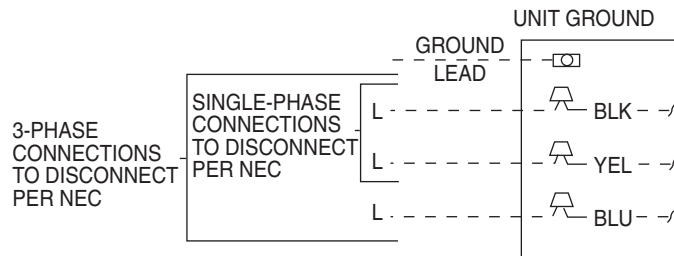 UNIT GROUND
GROUND
LEAD
3-PHASE
CONNECTIONS
TO DISCONNECT
PER NEC
SINGLE-PHASE
CONNECTIONS
TO DISCONNECT
PER NEC
L
BLK
L
YEL
L
BLU